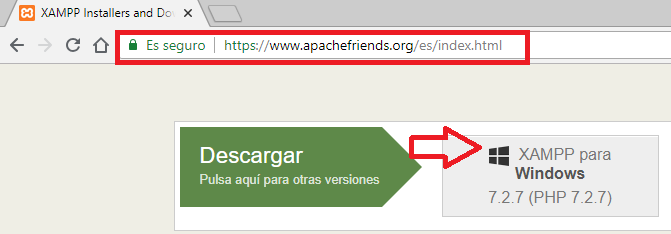 XAMPP Installers and Do
Es seguro | https://www.apachefriends.org/es/index.html
Descargar
Pulsa aquí para otras versiones
XAMPP para
Windows
7.2.7 (PHP 7.2.7)